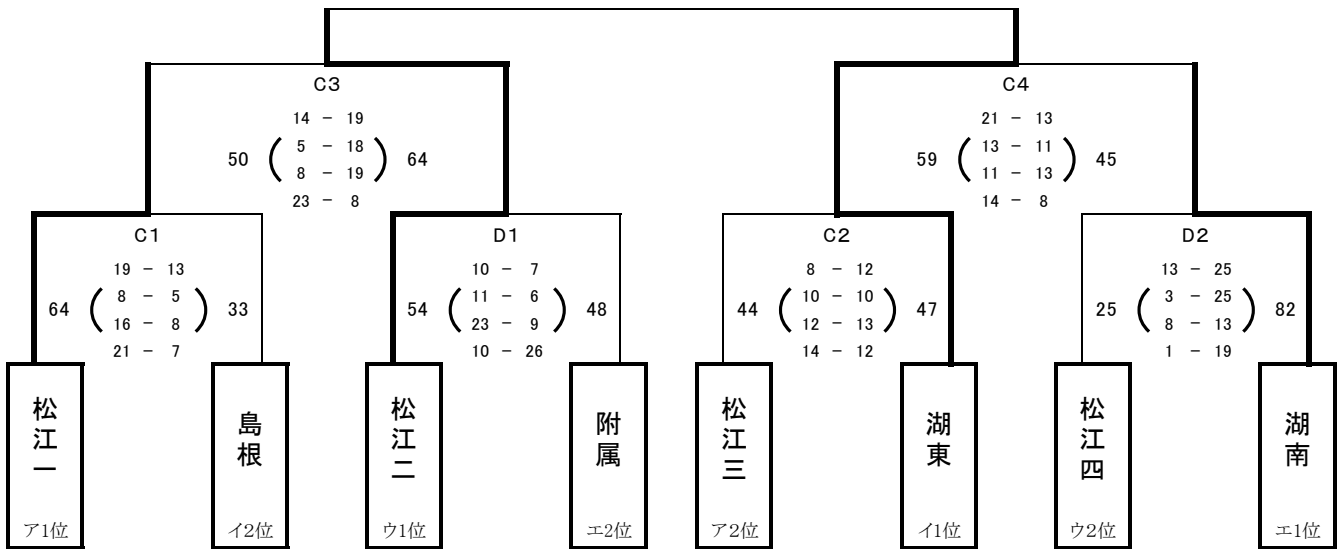 C3
14 － 19
50 ( 5 － 18 ) 64
8 － 19
23 － 8
C4
21 － 13
59 ( 13 － 11 ) 45
11 － 13
14 － 8
C1
19 － 13
64 ( 8 － 5 ) 33
16 － 8
21 － 7
D1
10 － 7
54 ( 11 － 6 ) 48
23 － 9
10 － 26
C2
8 － 12
44 ( 10 － 10 ) 47
12 － 13
14 － 12
D2
13 － 25
25 ( 3 － 25 ) 82
8 － 13
1 － 19
松江一
ア1位
島根
イ2位
松江二
ウ1位
附属
エ2位
松江三
ア2位
湖東
イ1位
松江四
ウ2位
湖南
エ1位